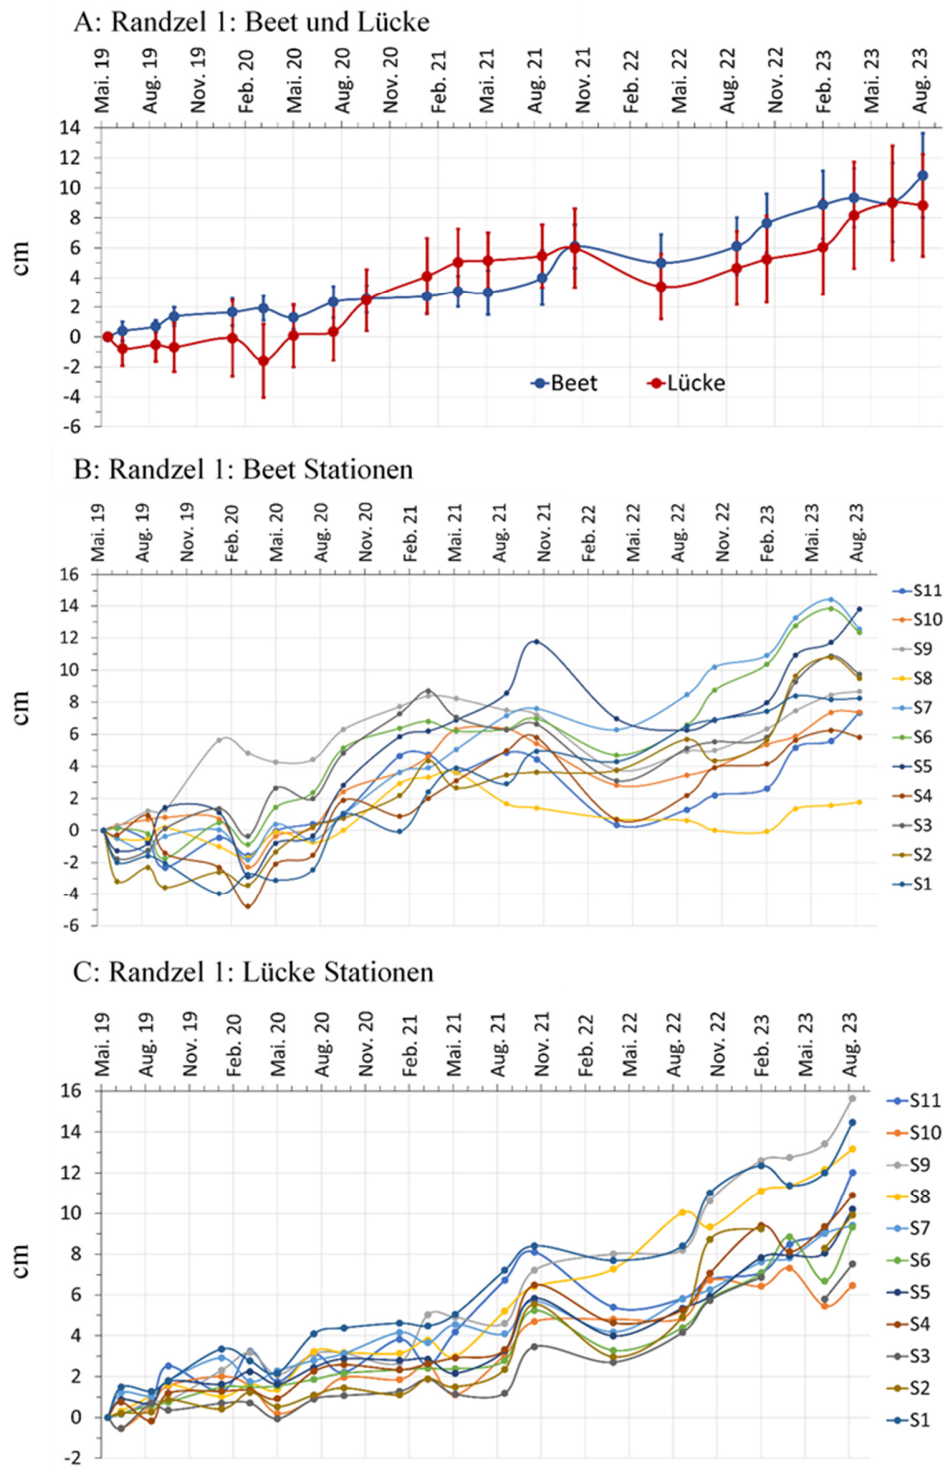 A: Randzel 1: Beet und Lücke
Mai. 19 Aug. 19 Nov. 19 Feb. 20 Mai. 20 Aug. 20 Nov. 20 Feb. 21 Mai. 21 Aug. 21 Nov. 21 Feb. 22 Mai. 22 Aug. 22 Nov. 22 Feb. 23 Mai. 23 Aug. 23
cm
14
12
10
8
6
4
2
0
-2
-4
-6
Beet Lücke
B: Randzel 1: Beet Stationen
Mai. 19 Aug. 19 Nov. 19 Feb. 20 Mai. 20 Aug. 20 Nov. 20 Feb. 21 Mai. 21 Aug. 21 Nov. 21 Feb. 22 Mai. 22 Aug. 22 Nov. 22 Feb. 23 Mai. 23 Aug. 23
cm
16
14
12
10
8
6
4
2
0
-2
-4
-6
S11
S10
S9
S8
S7
S6
S5
S4
S3
S2
S1
C: Randzel 1: Lücke Stationen
Mai. 19 Aug. 19 Nov. 19 Feb. 20 Mai. 20 Aug. 20 Nov. 20 Feb. 21 Mai. 21 Aug. 21 Nov. 21 Feb. 22 Mai. 22 Aug. 22 Nov. 22 Feb. 23 Mai. 23 Aug. 23
cm
16
14
12
10
8
6
4
2
0
-2
S11
S10
S9
S8
S7
S6
S5
S4
S3
S2
S1